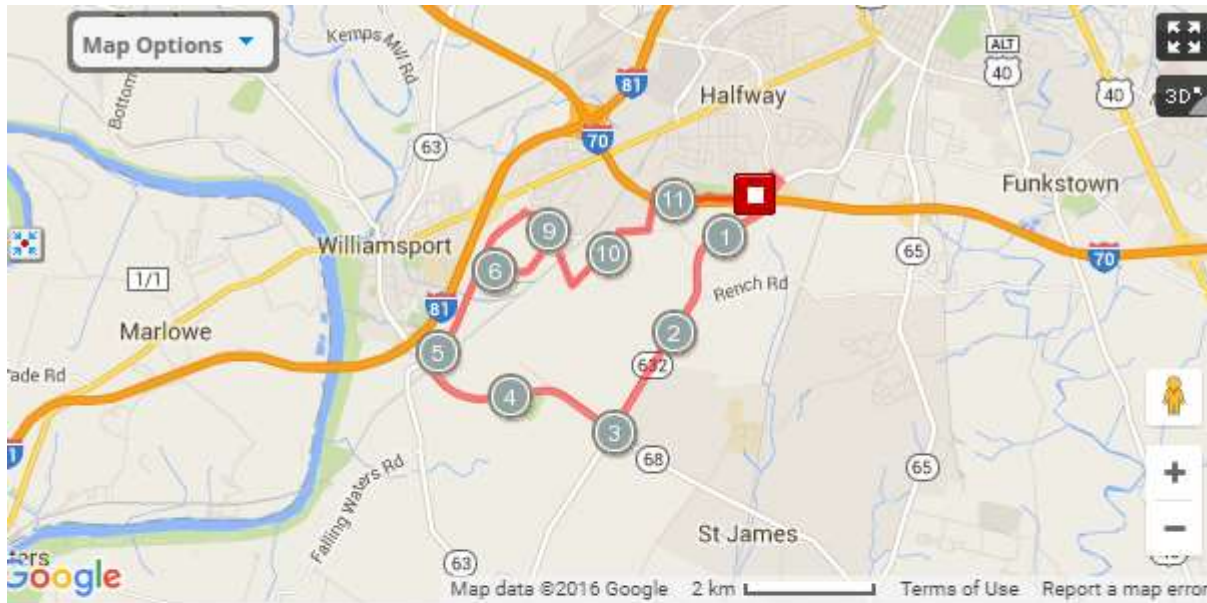 Map Options
Kemps Mill Rd
Bottom
63
81
70
Halfway
ALT
40
40
3D
11
Funkstown
Williamsport
9
1
10
6
65
70
1/1
Rench Rd
81
Marlowe
2
5
632
ade Rd
4
3
68
65
Falling Waters Rd
St James
63
ters
Google
Map data ©2016 Google
2 km
Terms of Use
Report a map error